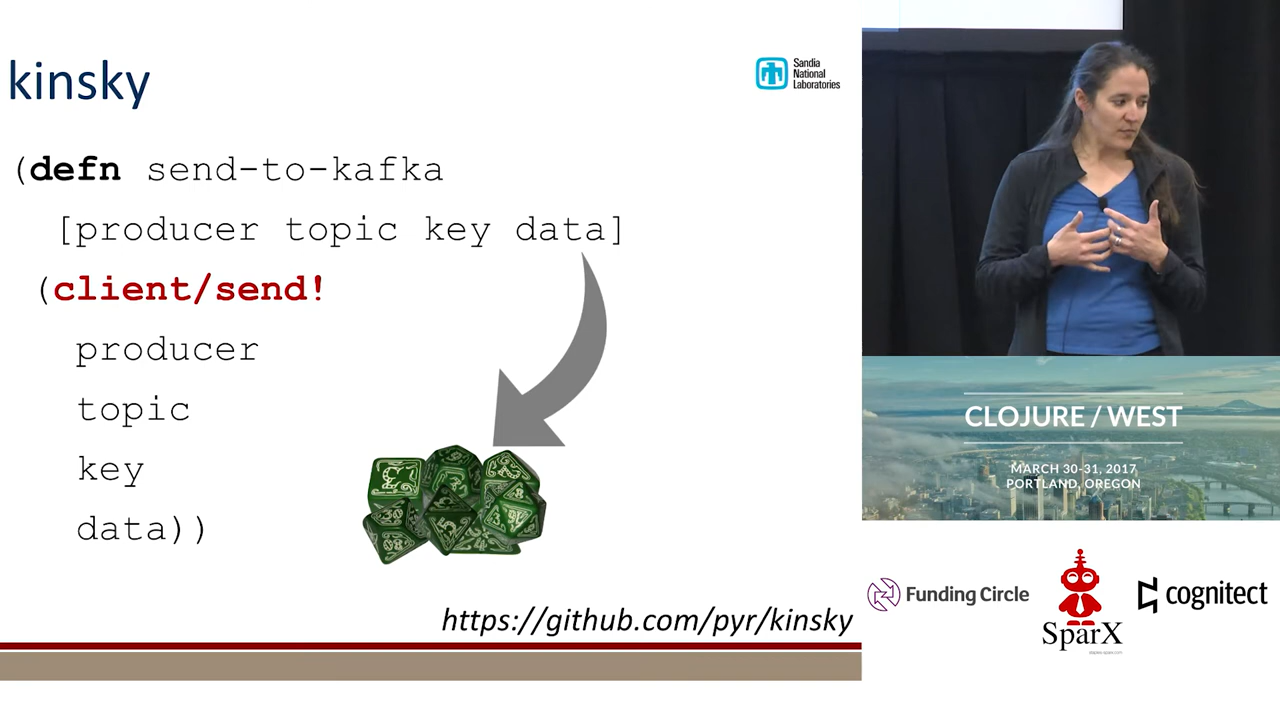 kinsky
Sandia
National
Laboratories
(defn send-to-kafka
[producer topic key data]
(client/send!
producer
topic
key
data))
https://github.com/pyr/kinsky
CLOJURE / WEST
MARCH 30-31, 2017
PORTLAND, OREGON
Funding Circle
SparX
cognitect